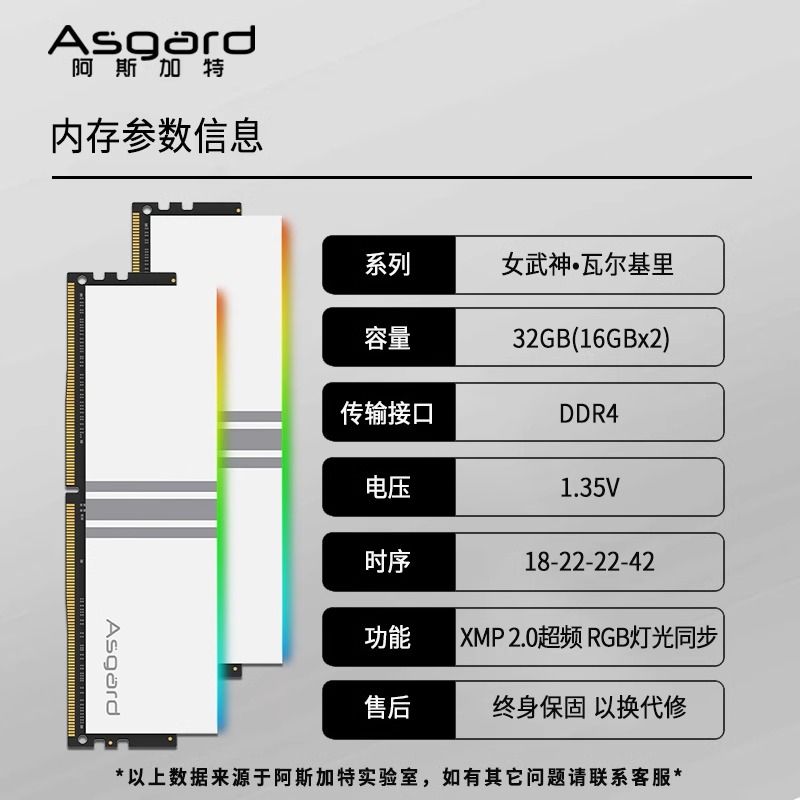 Asgard
阿斯加特
内存参数信息
系列 女武神•瓦尔基里
容量 32GB(16GBx2)
传输接口 DDR4
电压 1.35V
时序 18-22-22-42
功能 XMP 2.0超频 RGB灯光同步
售后 终身保固 以换代修
Asgard
*以上数据来源于阿斯加特实验室，如有其它问题请联系客服*